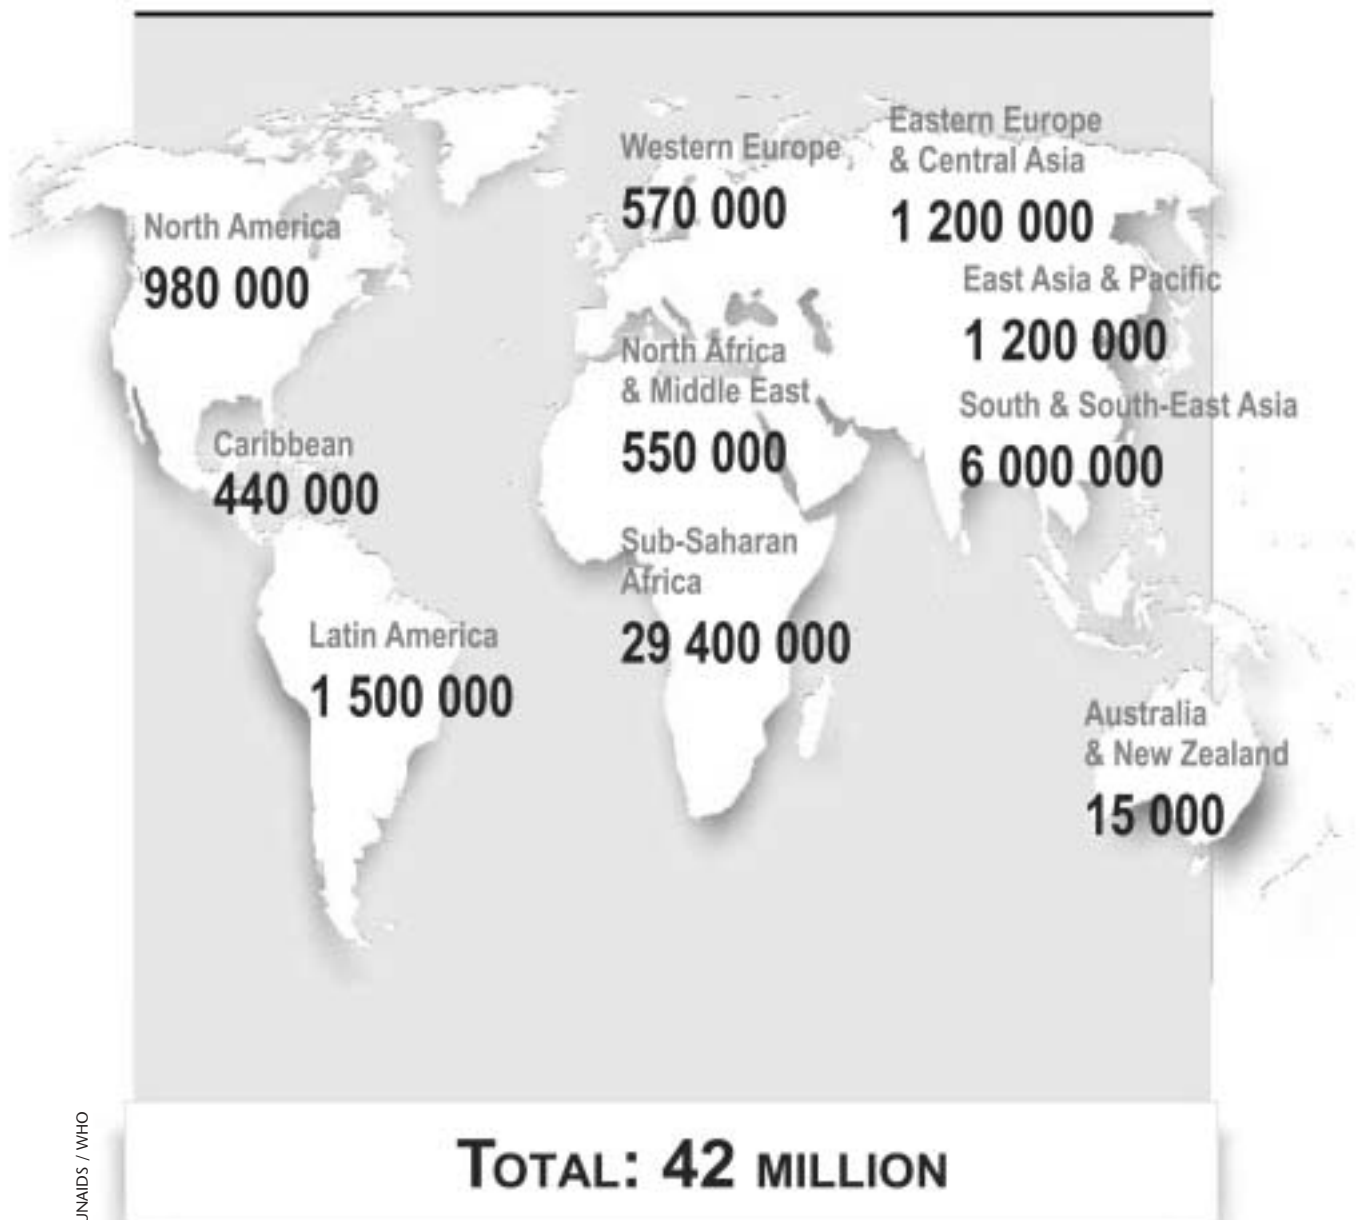 North America
980 000
Caribbean
440 000
Latin America
1 500 000
Western Europe
570 000
North Africa
& Middle East
550 000
Sub-Saharan
Africa
29 400 000
Eastern Europe
& Central Asia
1 200 000
East Asia & Pacific
1 200 000
South & South-East Asia
6 000 000
Australia
& New Zealand
15 000
TOTAL: 42 MILLION
UNAIDS / WHO